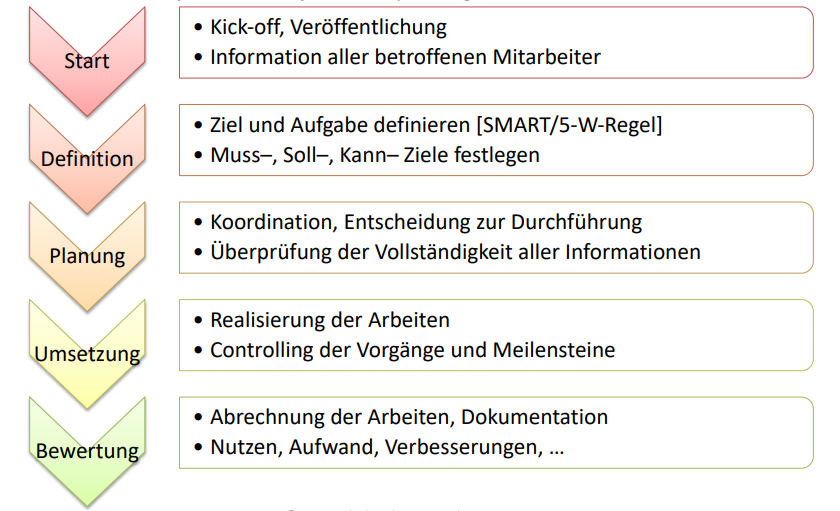 Start
• Kick-off, Veröffentlichung
• Information aller betroffenen Mitarbeiter
Definition
• Ziel und Aufgabe definieren [SMART/5-W-Regel]
• Muss–, Soll–, Kann– Ziele festlegen
Planung
• Koordination, Entscheidung zur Durchführung
• Überprüfung der Vollständigkeit aller Informationen
Umsetzung
• Realisierung der Arbeiten
• Controlling der Vorgänge und Meilensteine
Bewertung
• Abrechnung der Arbeiten, Dokumentation
• Nutzen, Aufwand, Verbesserungen, …